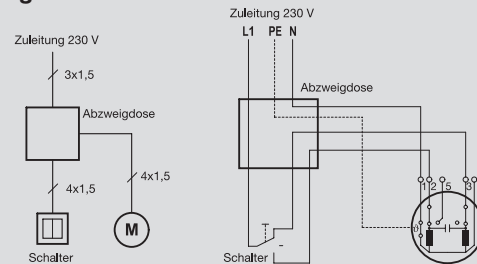 Zuleitung 230 V
3x1,5
Abzweigdose
4x1,5
4x1,5
M
Schalter
Zuleitung 230 V
L1 PE N
Abzweigdose
1 2 5 3
ϑ
Schalter